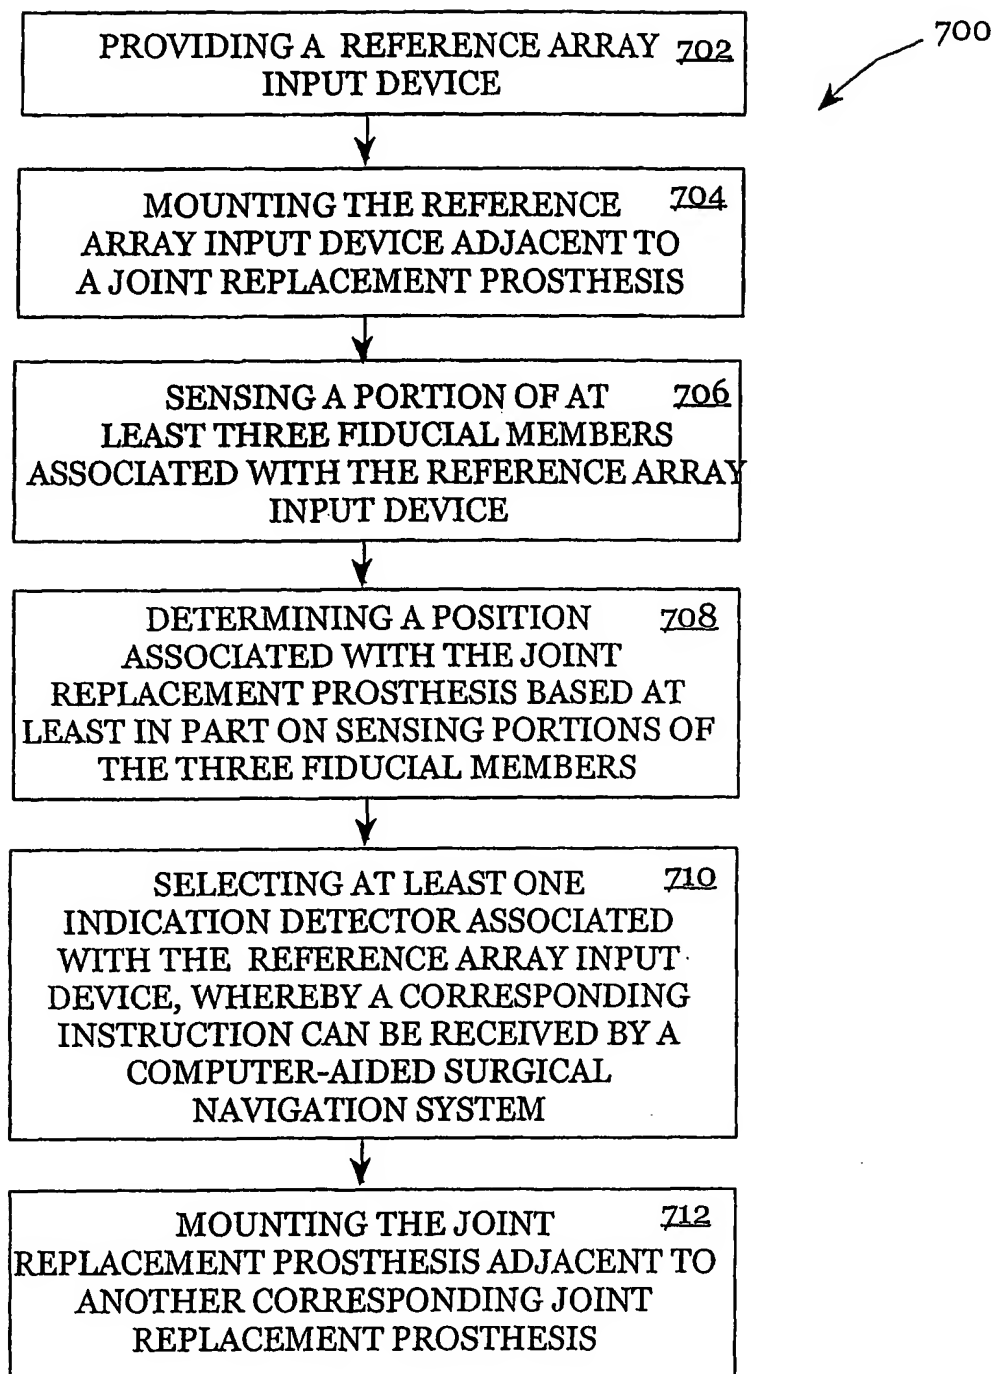 700
PROVIDING A REFERENCE ARRAY 702
INPUT DEVICE
MOUNTING THE REFERENCE 704
ARRAY INPUT DEVICE ADJACENT TO
A JOINT REPLACEMENT PROSTHESIS
SENSING A PORTION OF AT 706
LEAST THREE FIDUCIAL MEMBERS
ASSOCIATED WITH THE REFERENCE ARRAY
INPUT DEVICE
DETERMINING A POSITION 708
ASSOCIATED WITH THE JOINT
REPLACEMENT PROSTHESIS BASED AT
LEAST IN PART ON SENSING PORTIONS OF
THE THREE FIDUCIAL MEMBERS
SELECTING AT LEAST ONE 710
INDICATION DETECTOR ASSOCIATED
WITH THE REFERENCE ARRAY INPUT
DEVICE, WHEREBY A CORRESPONDING
INSTRUCTION CAN BE RECEIVED BY A
COMPUTER-AIDED SURGICAL
NAVIGATION SYSTEM
MOUNTING THE JOINT 712
REPLACEMENT PROSTHESIS ADJACENT TO
ANOTHER CORRESPONDING JOINT
REPLACEMENT PROSTHESIS